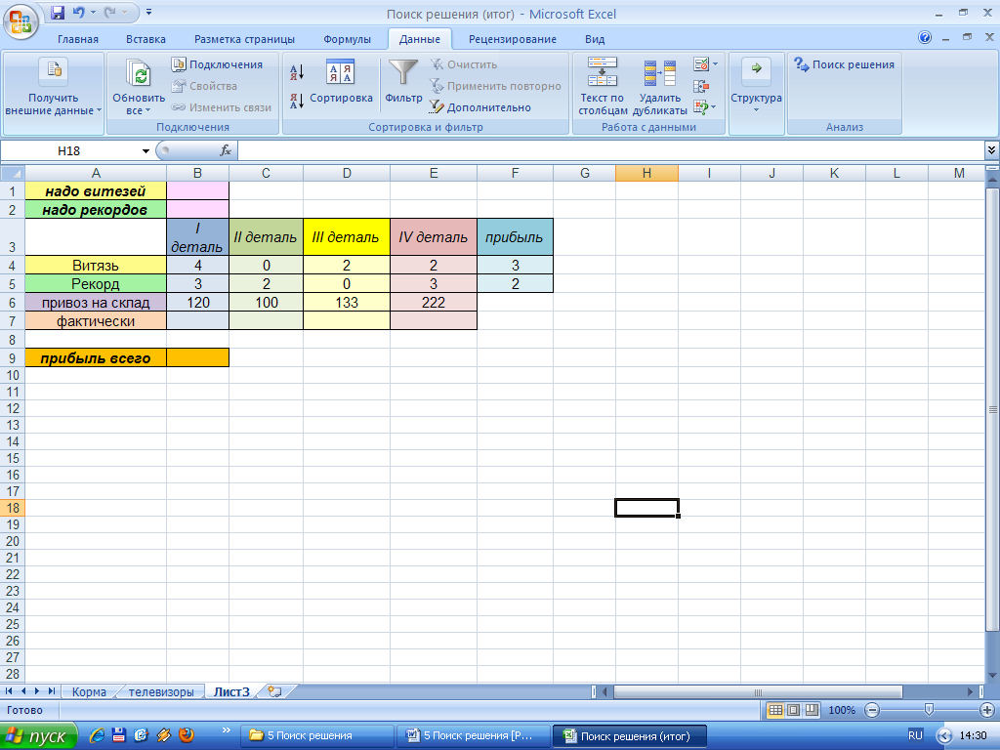 Поиск решения (итог) - Microsoft Excel
Главная Вставка Разметка страницы Формулы Данные Рецензирование Вид
Получить внешние данные
Обновить все
Подключения
Свойства
Изменить связи
Подключения
Сортировка
Фильтр
Очистить
Применить повторно
Дополнительно
Сортировка и фильтр
Текст по столбцам
Удалить дубликаты
Работа с данными
Структура
Поиск решения
Анализ
H18 fx
A B C D E F G H I J K L M
1 надо витезей
2 надо рекордов
3 I деталь II деталь III деталь IV деталь прибыль
4 Витязь 4 0 2 2 3
5 Рекорд 3 2 0 3 2
6 привоз на склад 120 100 133 222
7 фактически
8
9 прибыль всего
10
11
12
13
14
15
16
17
18
19
20
21
22
23
24
25
26
27
28
Корма телевизоры Лист3
Готово 100%
пуск » 5 Поиск решения 5 Поиск решения [Р... Поиск решения (итог) RU 14:30